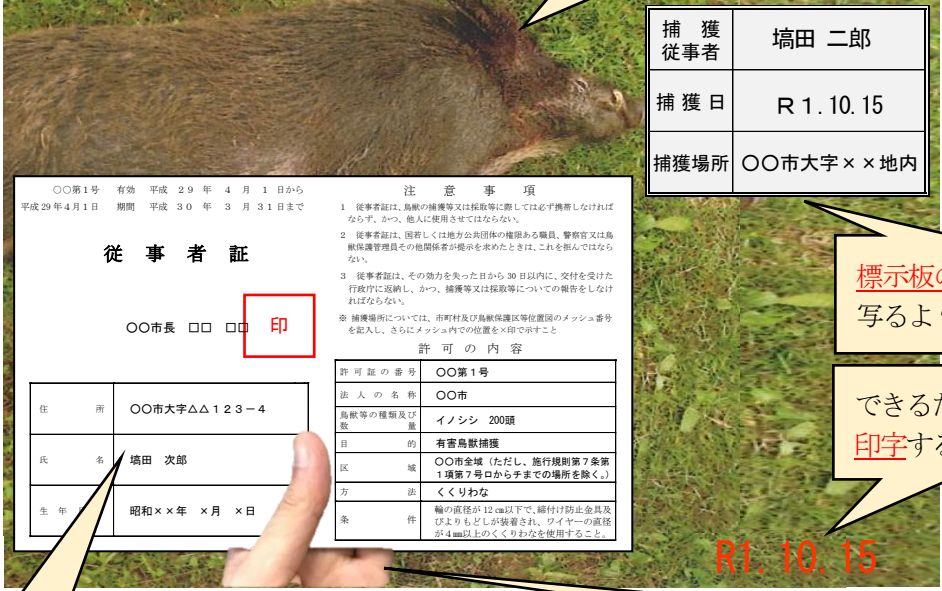 捕獲従事者 塙田 二郎
捕獲日 R1.10.15
捕獲場所 〇〇市大字××地内
〇〇第1号 有効 平成 29 年 4 月 1 日から
平成29年4月1日 期間 平成 30 年 3 月 31日まで
従事者証
〇〇市長 □□ □□ 印
住所 〇〇市大字△△123−4
氏名 塙田 次郎
生年 昭和××年 ×月 ×日
注意事項
1 従事者証は、鳥獣の捕獲等又は採取等に際しては必ず携帯しなければ
ならず、かつ、他人に使用させてはならない。
2 従事者証は、国若しくは地方公共団体の権限ある職員、警察官又は鳥
獣保護管理員その他関係者が提示を求めたときは、これを拒んではなら
ない。
3 従事者証は、その効力を失った日から30日以内に、交付を受けた
行政庁に返納し、かつ、捕獲等又は採取等についての報告をしなけ
ればならない。
※ 捕獲場所については、市町村及び鳥獣保護区等位置図のメッシュ番号
を記入し、さらにメッシュ内での位置を×印で示すこと
許可の内容
許可証の番号 〇〇第1号
法人の名称 〇〇市
鳥獣等の種類及び数量 イノシシ 200頭
目的 有害鳥獣捕獲
区域 〇〇市全域(ただし、施行規則第7条第
1項第7号ロからチまでの場所を除く。)
方法 くくりわな
条件 輪の直径が12㎝以下で、締付け防止金具及
びよりもどしが装着され、ワイヤーの直径
が4㎜以上のくくりわなを使用すること。
標示板の
写るよ
できるだ
印字する
R1.10.15